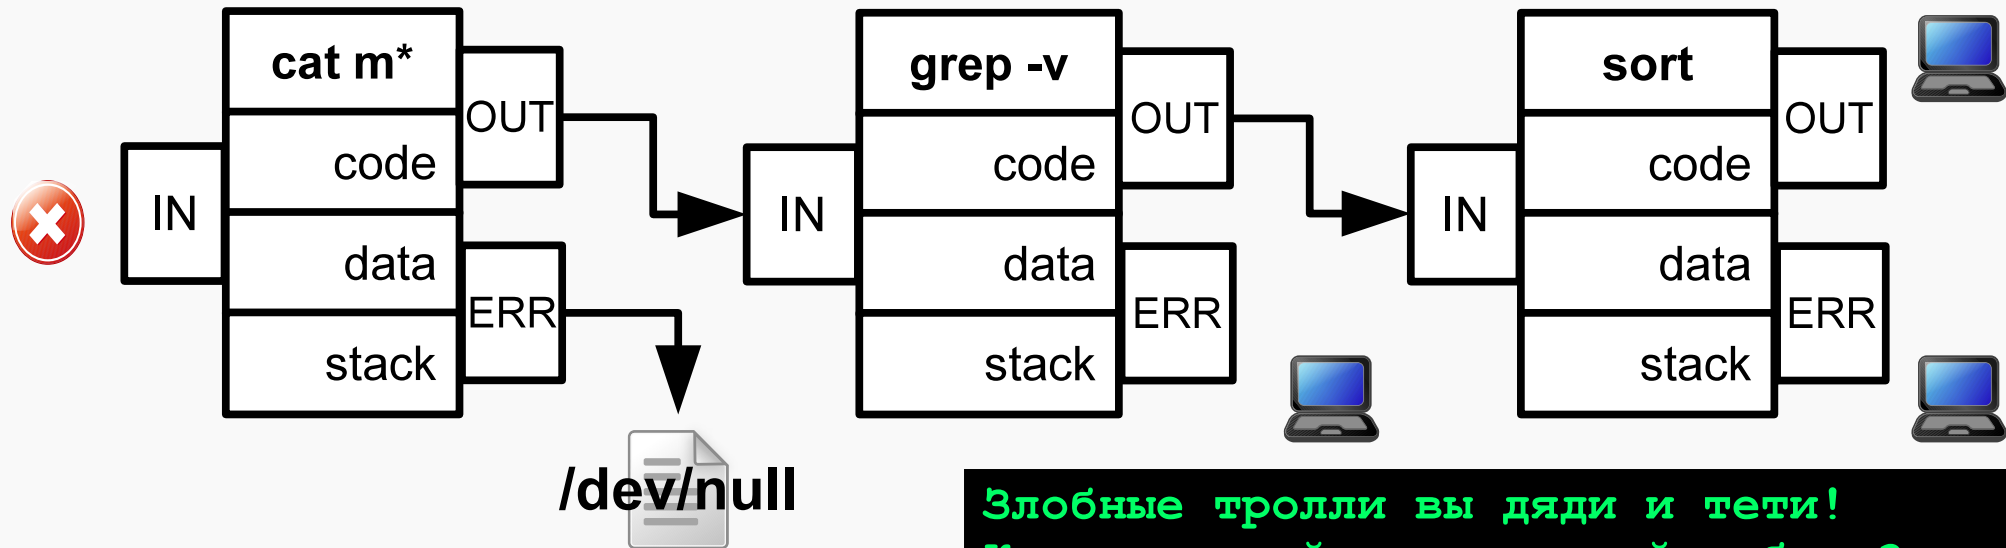 cat m*
OUT
code
IN
data
ERR
stack
/dev/null
grep -v
OUT
code
IN
data
ERR
stack
sort
OUT
code
IN
data
ERR
stack
Злобные тролли вы дяди и тети!